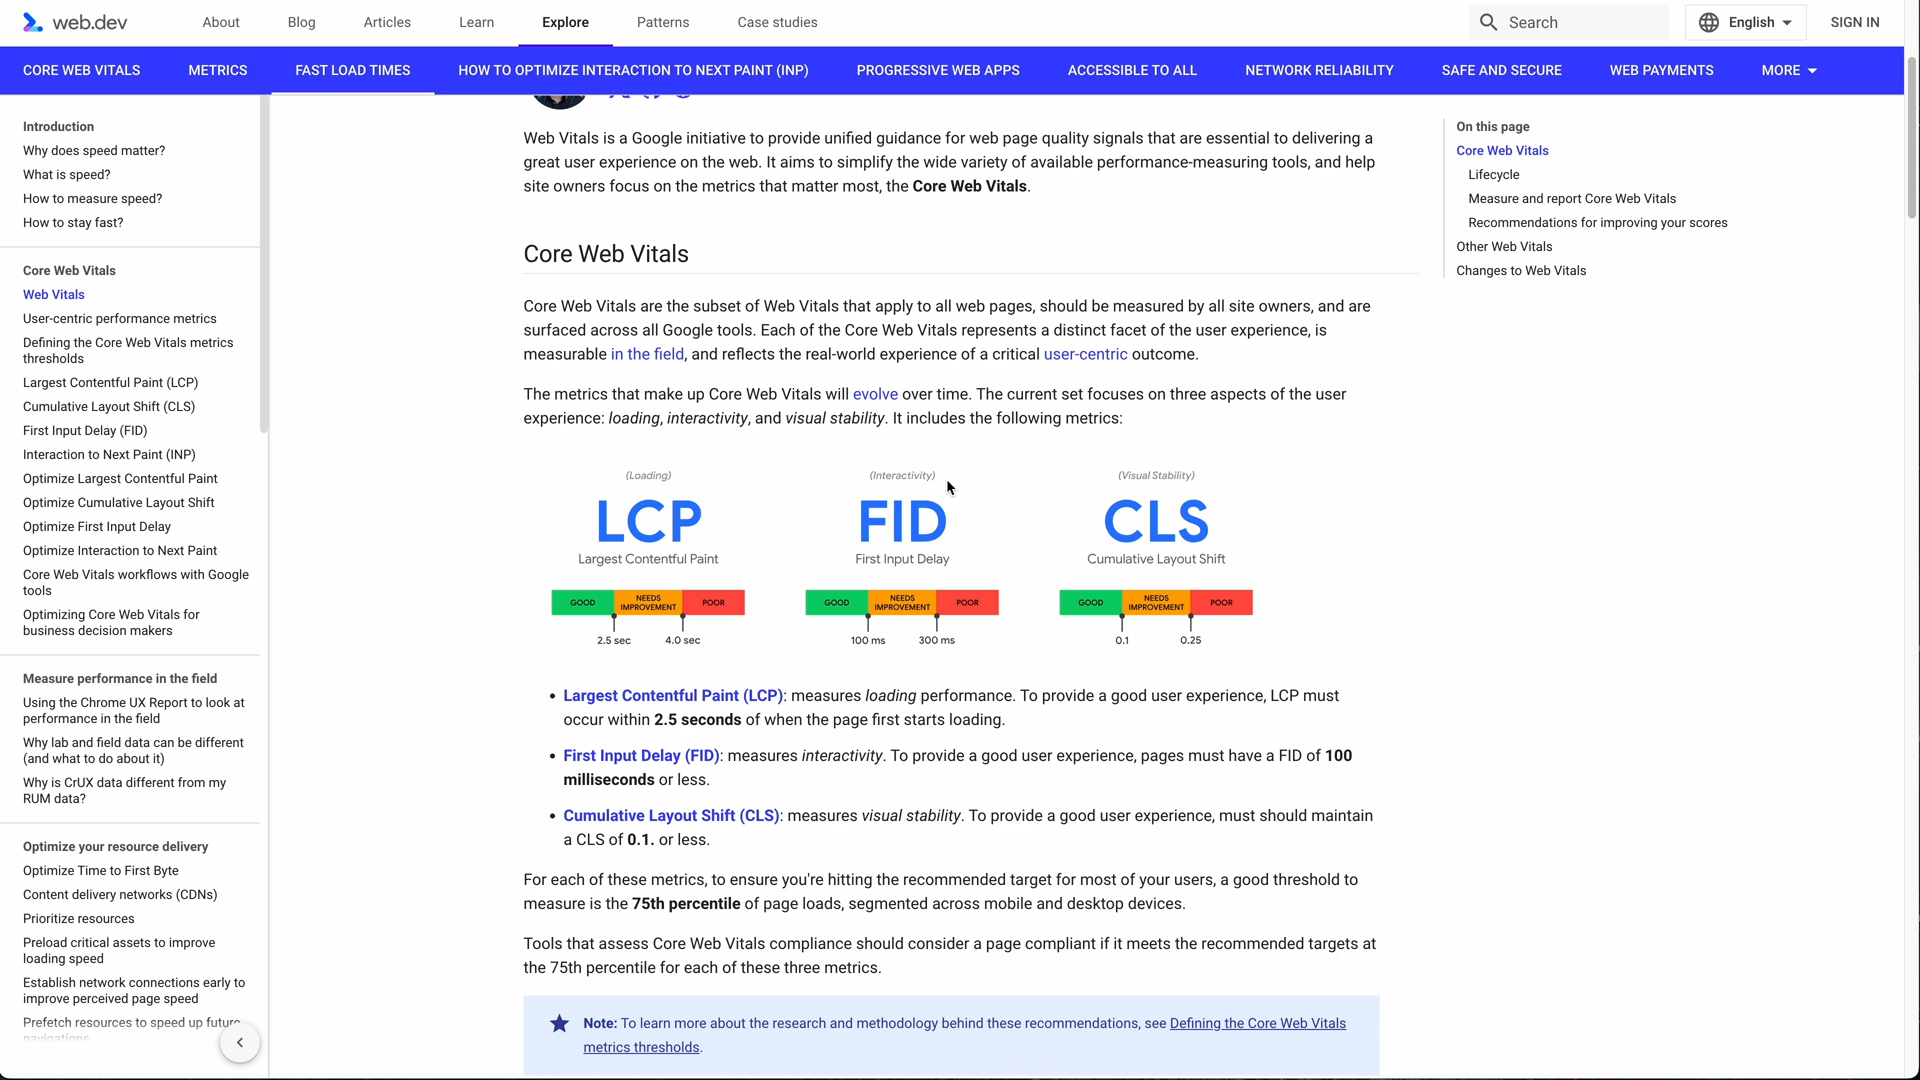 web.dev
About
Blog
Articles
Learn
Explore
Patterns
Case studies
Search
English
SIGN IN
CORE WEB VITALS
METRICS
FAST LOAD TIMES
HOW TO OPTIMIZE INTERACTION TO NEXT PAINT (INP)
PROGRESSIVE WEB APPS
ACCESSIBLE TO ALL
NETWORK RELIABILITY
SAFE AND SECURE
WEB PAYMENTS
MORE
Introduction
Why does speed matter?
What is speed?
How to measure speed?
How to stay fast?
Core Web Vitals
Web Vitals
User-centric performance metrics
Defining the Core Web Vitals metrics
thresholds
Largest Contentful Paint (LCP)
Cumulative Layout Shift (CLS)
First Input Delay (FID)
Interaction to Next Paint (INP)
Optimize Largest Contentful Paint
Optimize Cumulative Layout Shift
Optimize First Input Delay
Optimize Interaction to Next Paint
Core Web Vitals workflows with Google
tools
Optimizing Core Web Vitals for
business decision makers
Measure performance in the field
Using the Chrome UX Report to look at
performance in the field
Why lab and field data can be different
(and what to do about it)
Why is CrUX data different from my
RUM data?
Optimize your resource delivery
Optimize Time to First Byte
Content delivery networks (CDNs)
Prioritize resources
Preload critical assets to improve
loading speed
Establish network connections early to
improve perceived page speed
Prefetch resources to speed up future
navigations
Web Vitals is a Google initiative to provide unified guidance for web page quality signals that are essential to delivering a
great user experience on the web. It aims to simplify the wide variety of available performance-measuring tools, and help
site owners focus on the metrics that matter most, the Core Web Vitals.
Core Web Vitals
Core Web Vitals are the subset of Web Vitals that apply to all web pages, should be measured by all site owners, and are
surfaced across all Google tools. Each of the Core Web Vitals represents a distinct facet of the user experience, is
measurable in the field, and reflects the real-world experience of a critical user-centric outcome.
The metrics that make up Core Web Vitals will evolve over time. The current set focuses on three aspects of the user
experience: loading, interactivity, and visual stability. It includes the following metrics:
(Loading)
LCP
Largest Contentful Paint
GOOD
NEEDS
IMPROVEMENT
POOR
2.5 sec
4.0 sec
(Interactivity)
FID
First Input Delay
GOOD
NEEDS
IMPROVEMENT
POOR
100 ms
300 ms
(Visual Stability)
CLS
Cumulative Layout Shift
GOOD
NEEDS
IMPROVEMENT
POOR
0.1
0.25
• Largest Contentful Paint (LCP): measures loading performance. To provide a good user experience, LCP must
occur within 2.5 seconds of when the page first starts loading.
• First Input Delay (FID): measures interactivity. To provide a good user experience, pages must have a FID of 100
milliseconds or less.
• Cumulative Layout Shift (CLS): measures visual stability. To provide a good user experience, must should maintain
a CLS of 0.1. or less.
For each of these metrics, to ensure you're hitting the recommended target for most of your users, a good threshold to
measure is the 75th percentile of page loads, segmented across mobile and desktop devices.
Tools that assess Core Web Vitals compliance should consider a page compliant if it meets the recommended targets at
the 75th percentile for each of these three metrics.
Note: To learn more about the research and methodology behind these recommendations, see Defining the Core Web Vitals
metrics thresholds.
On this page
Core Web Vitals
Lifecycle
Measure and report Core Web Vitals
Recommendations for improving your scores
Other Web Vitals
Changes to Web Vitals